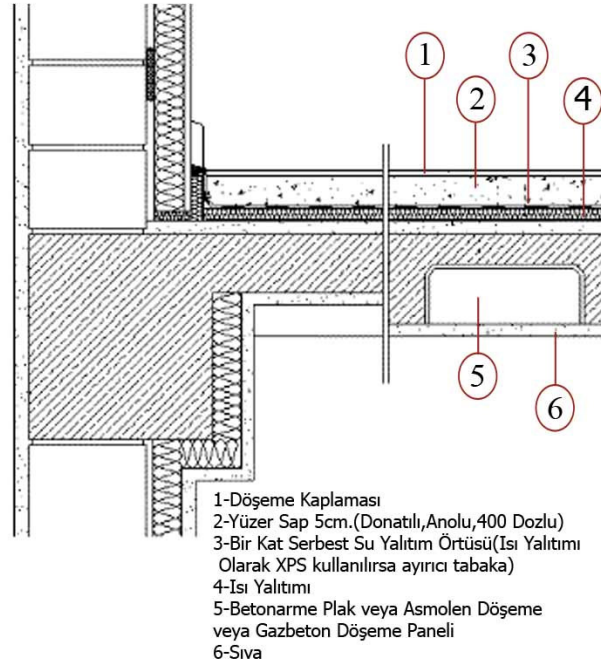 1
3
2
4
5
6
1-Döşeme Kaplaması
2-Yüzer Sap 5cm.(Donatılı,Anolu,400 Dozlu)
3-Bir Kat Serbest Su Yalıtım Örtüsü(Isı Yalıtımı
Olarak XPS kullanılırsa ayırıcı tabaka)
4-Isı Yalıtımı
5-Betonarme Plak veya Asmolen Döşeme
veya Gazbeton Döşeme Paneli
6-Sıva